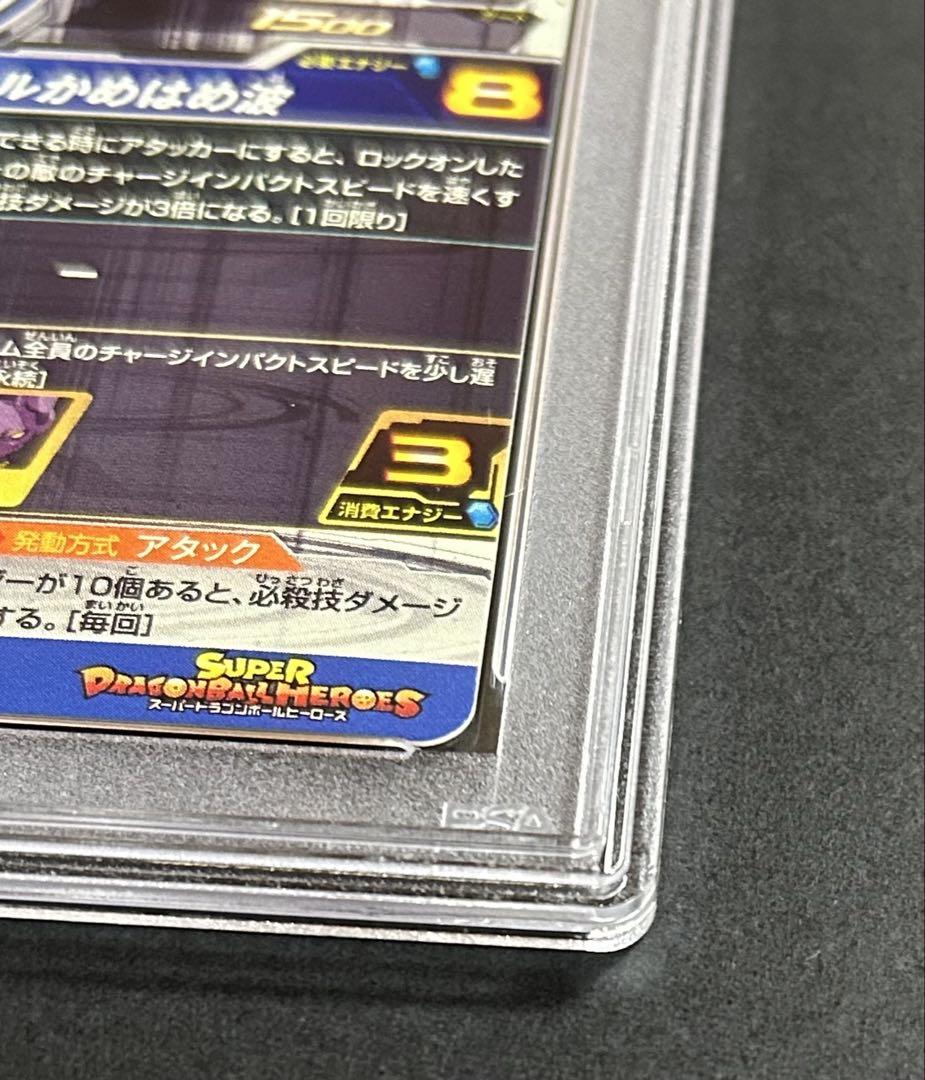 1500
ガード
必要エナジー
ルかめはめ波
8
できる時にアタッカーにすると、ロックオンした
の敵のチャージインパクトスピードを速くす
技ダメージが3倍になる。[1回限り]
ム全員のチャージインパクトスピードを少し遅
永続]
3
消費エナジー
発動方式 アタック
ーが10個あると、必殺技ダメージ
する。[毎回]
SUPER
DRAGONBALL HEROES
スーパードラゴンボールヒーローズ